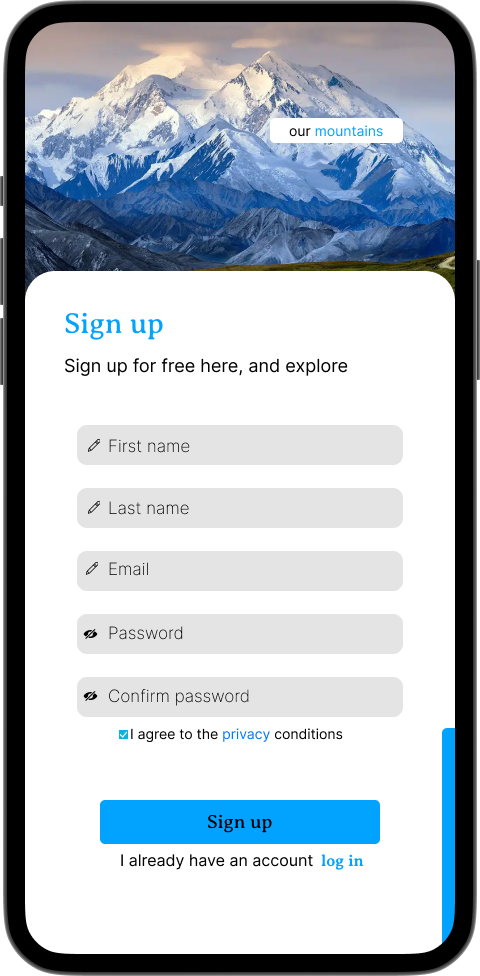 our mountains
Sign up
Sign up for free here, and explore
First name
Last name
Email
Password
Confirm password
I agree to the privacy conditions
Sign up
I already have an account log in